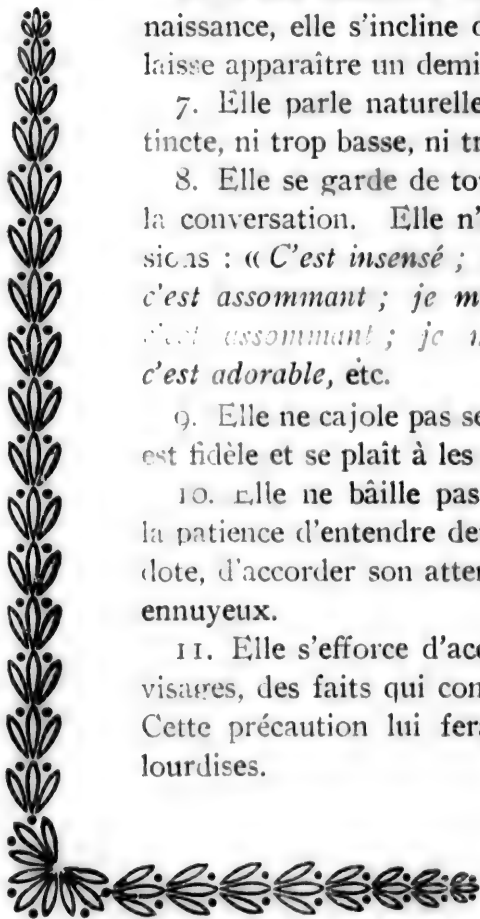 naissance, elle s'incline
laisse apparaître un demi
7. Elle parle naturelle
tincte, ni trop basse, ni tr
8. Elle se garde de to
la conversation. Elle n'
sions : « C'est insensé ;
c'est assommant ; je m
c'est assommant ; je
c'est adorable, etc.
9. Elle ne cajole pas se
est fidèle et se plaît à les
10. Elle ne bâille pas
la patience d'entendre de
dote, d'accorder son atte
ennuyeux.
11. Elle s'efforce d'acc
visages, des faits qui con
Cette précaution lui fer
lourdises.